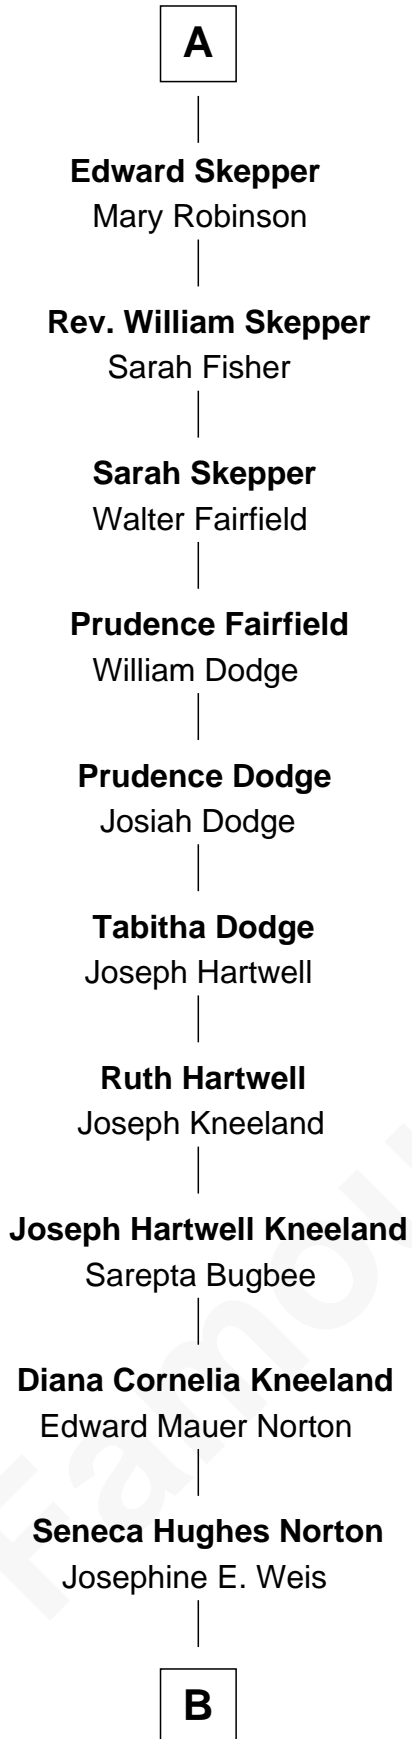 A
Edward Skepper
Mary Robinson
Rev. William Skepper
Sarah Fisher
Sarah Skepper
Walter Fairfield
Prudence Fairfield
William Dodge
Prudence Dodge
Josiah Dodge
Tabitha Dodge
Joseph Hartwell
Ruth Hartwell
Joseph Kneeland
Joseph Hartwell Kneeland
Sarepta Bugbee
Diana Cornelia Kneeland
Edward Mauer Norton
Seneca Hughes Norton
Josephine E. Weis
B